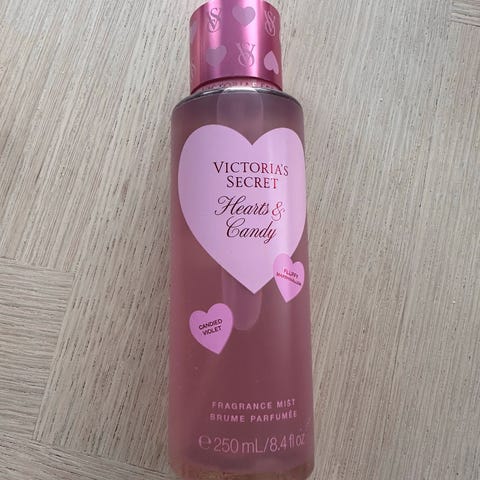 VICTORIA'S
SECRET
Hearts &
Candy
FLUFFY
MARSHMALLOW
CANDIED
VIOLET
FRAGRANCE MIST
BRUME PARFUMÉE
℮ 250 mL/8.4 fl oz